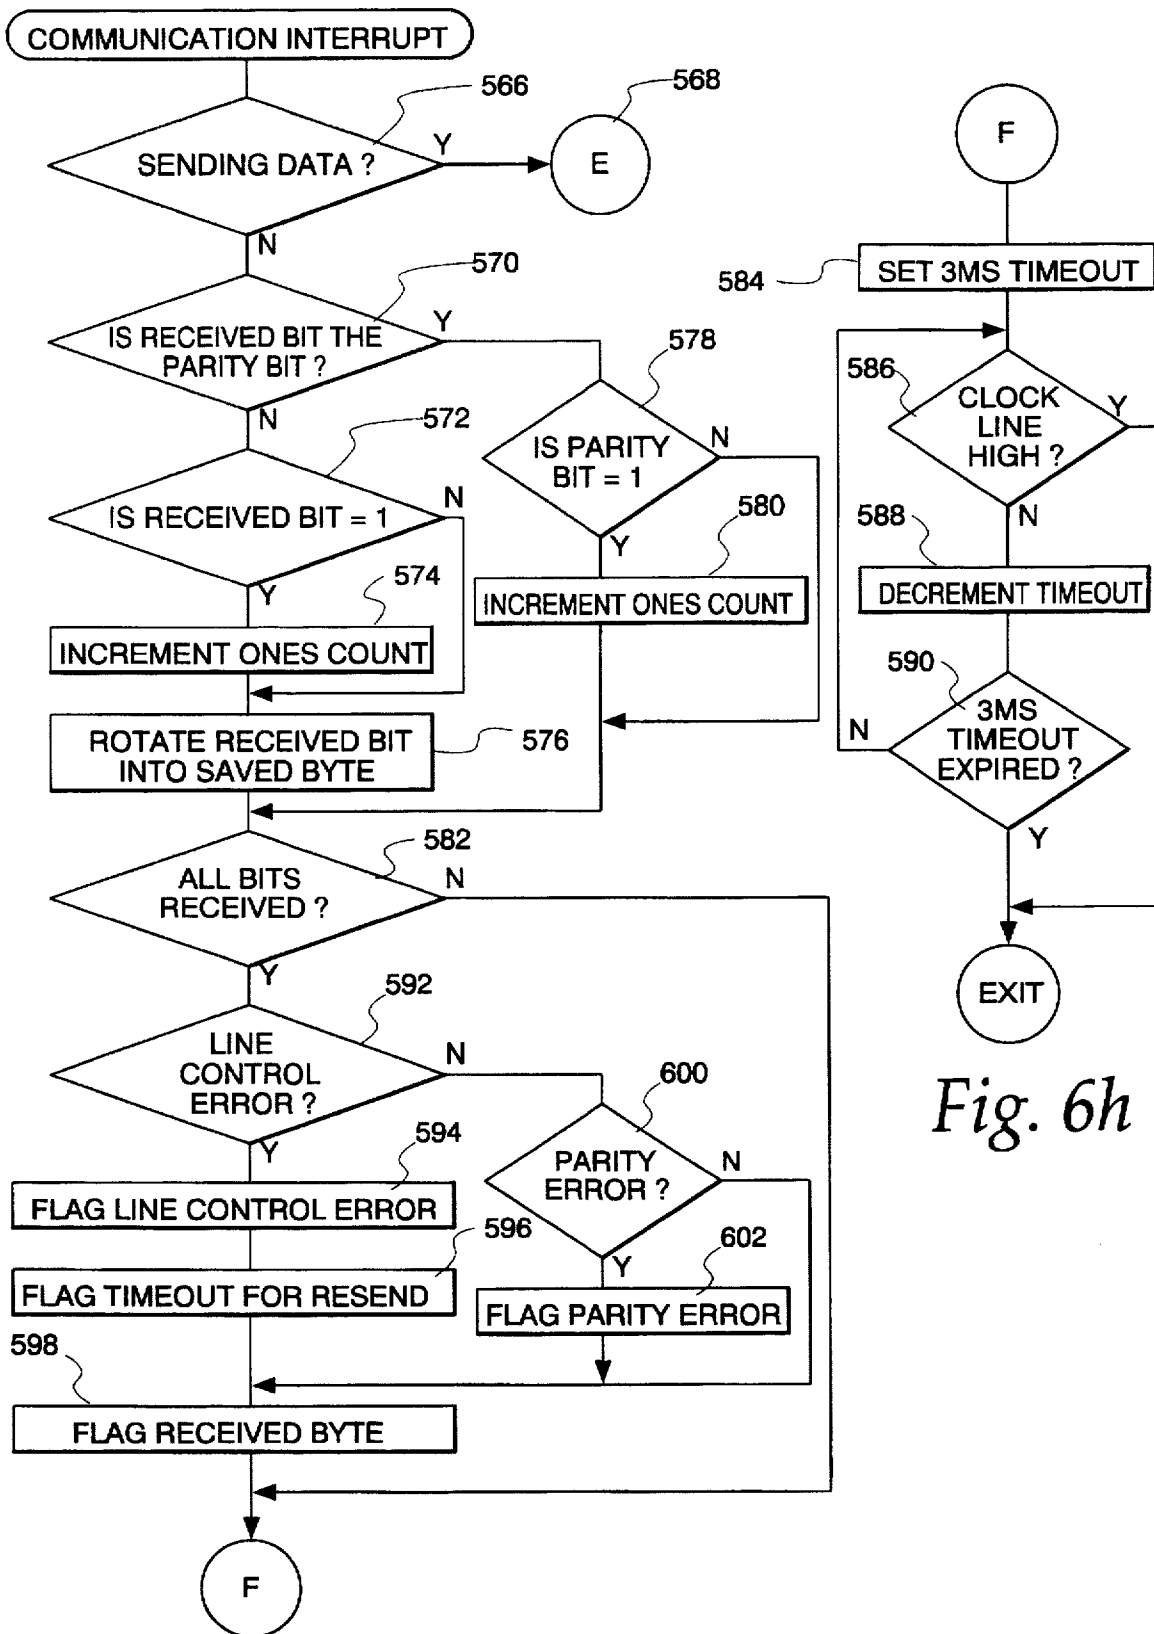 COMMUNICATION INTERRUPT
566
SENDING DATA ?
Y
N
568
E
570
IS RECEIVED BIT THE
PARITY BIT ?
Y
N
572
IS RECEIVED BIT = 1
N
Y
574
INCREMENT ONES COUNT
ROTATE RECEIVED BIT
INTO SAVED BYTE
576
578
IS PARITY
BIT = 1
N
Y
580
INCREMENT ONES COUNT
582
ALL BITS
RECEIVED ?
N
Y
592
LINE
CONTROL
ERROR ?
N
Y
594
FLAG LINE CONTROL ERROR
596
FLAG TIMEOUT FOR RESEND
598
FLAG RECEIVED BYTE
600
PARITY
ERROR ?
N
Y
602
FLAG PARITY ERROR
F
F
584
SET 3MS TIMEOUT
586
CLOCK
LINE
HIGH ?
Y
N
588
DECREMENT TIMEOUT
590
3MS
TIMEOUT
EXPIRED ?
N
Y
EXIT
Fig. 6h